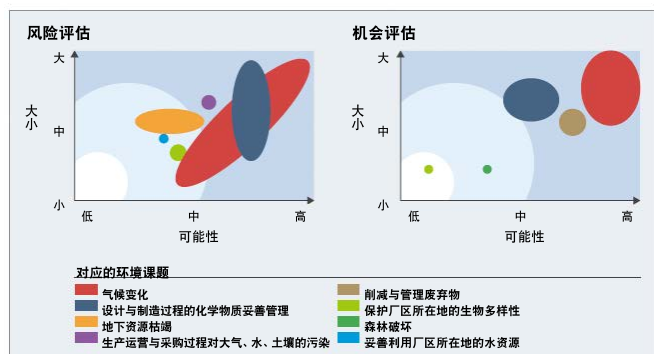 风险评估
大
大小
中
小
低 中 高
可能性
机会评估
大
大小
中
小
低 中 高
可能性
对应的环境课题
气候变化
设计与制造过程的化学物质妥善管理
地下资源枯竭
生产运营与采购过程对大气、水、土壤的污染
削减与管理废弃物
保护厂区所在地的生物多样性
森林破坏
妥善利用厂区所在地的水资源